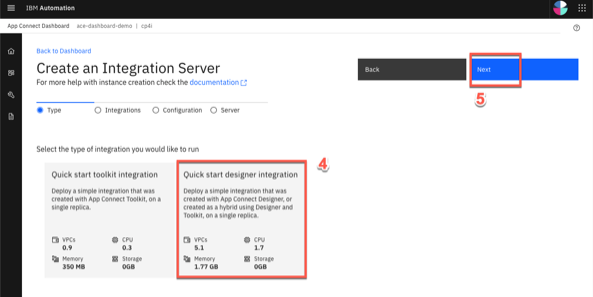 IBM Automation
App Connect Dashboard ace-dashboard-demo | cp4i
Back to Dashboard
Create an Integration Server
For more help with instance creation check the documentation
Back
Next
5
Type
Integrations
Configuration
Server
Select the type of integration you would like to run
4
Quick start toolkit integration
Deploy a simple integration that was
created with App Connect Toolkit, on a
single replica.
VPCs
0.9
CPU
0.3
Memory
350 MB
Storage
0GB
Quick start designer integration
Deploy a simple integration that was
created with App Connect Designer, or
created as a hybrid using Designer and
Toolkit, on a single replica.
VPCs
5.1
CPU
1.7
Memory
1.77 GB
Storage
0GB